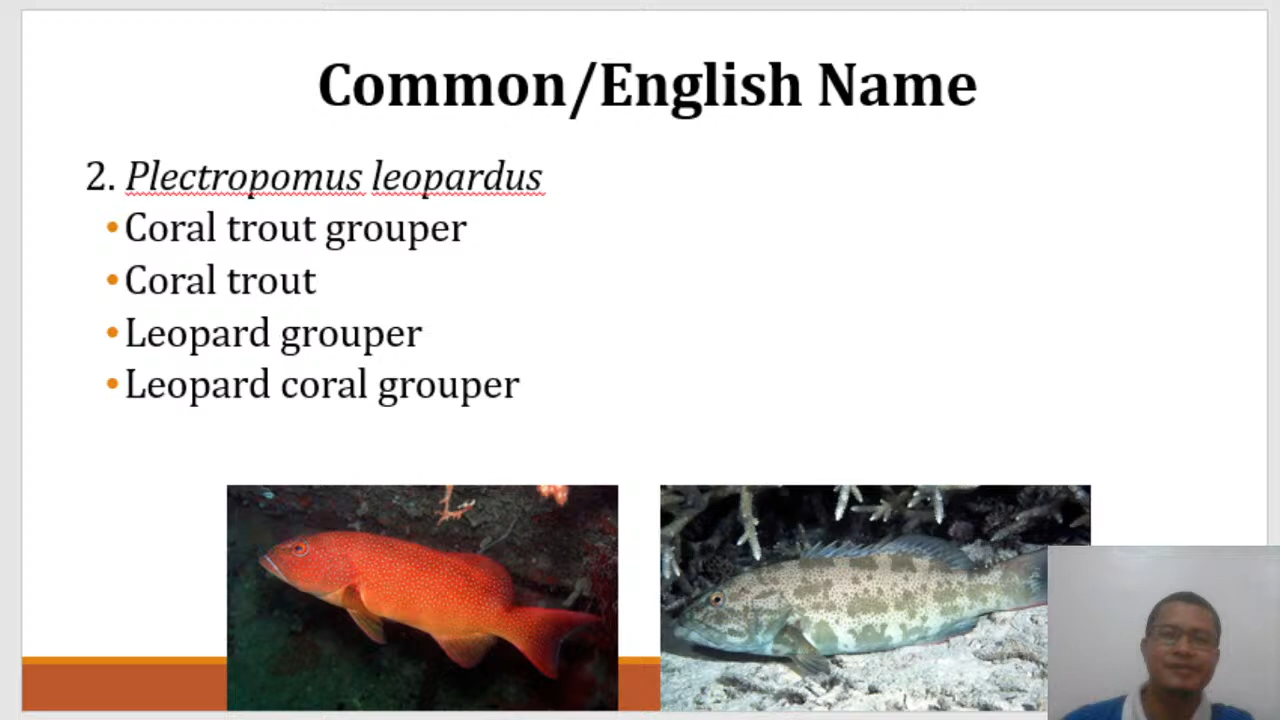 Common/English Name
2. Plectropomus leopardus
•Coral trout grouper
•Coral trout
•Leopard grouper
•Leopard coral grouper